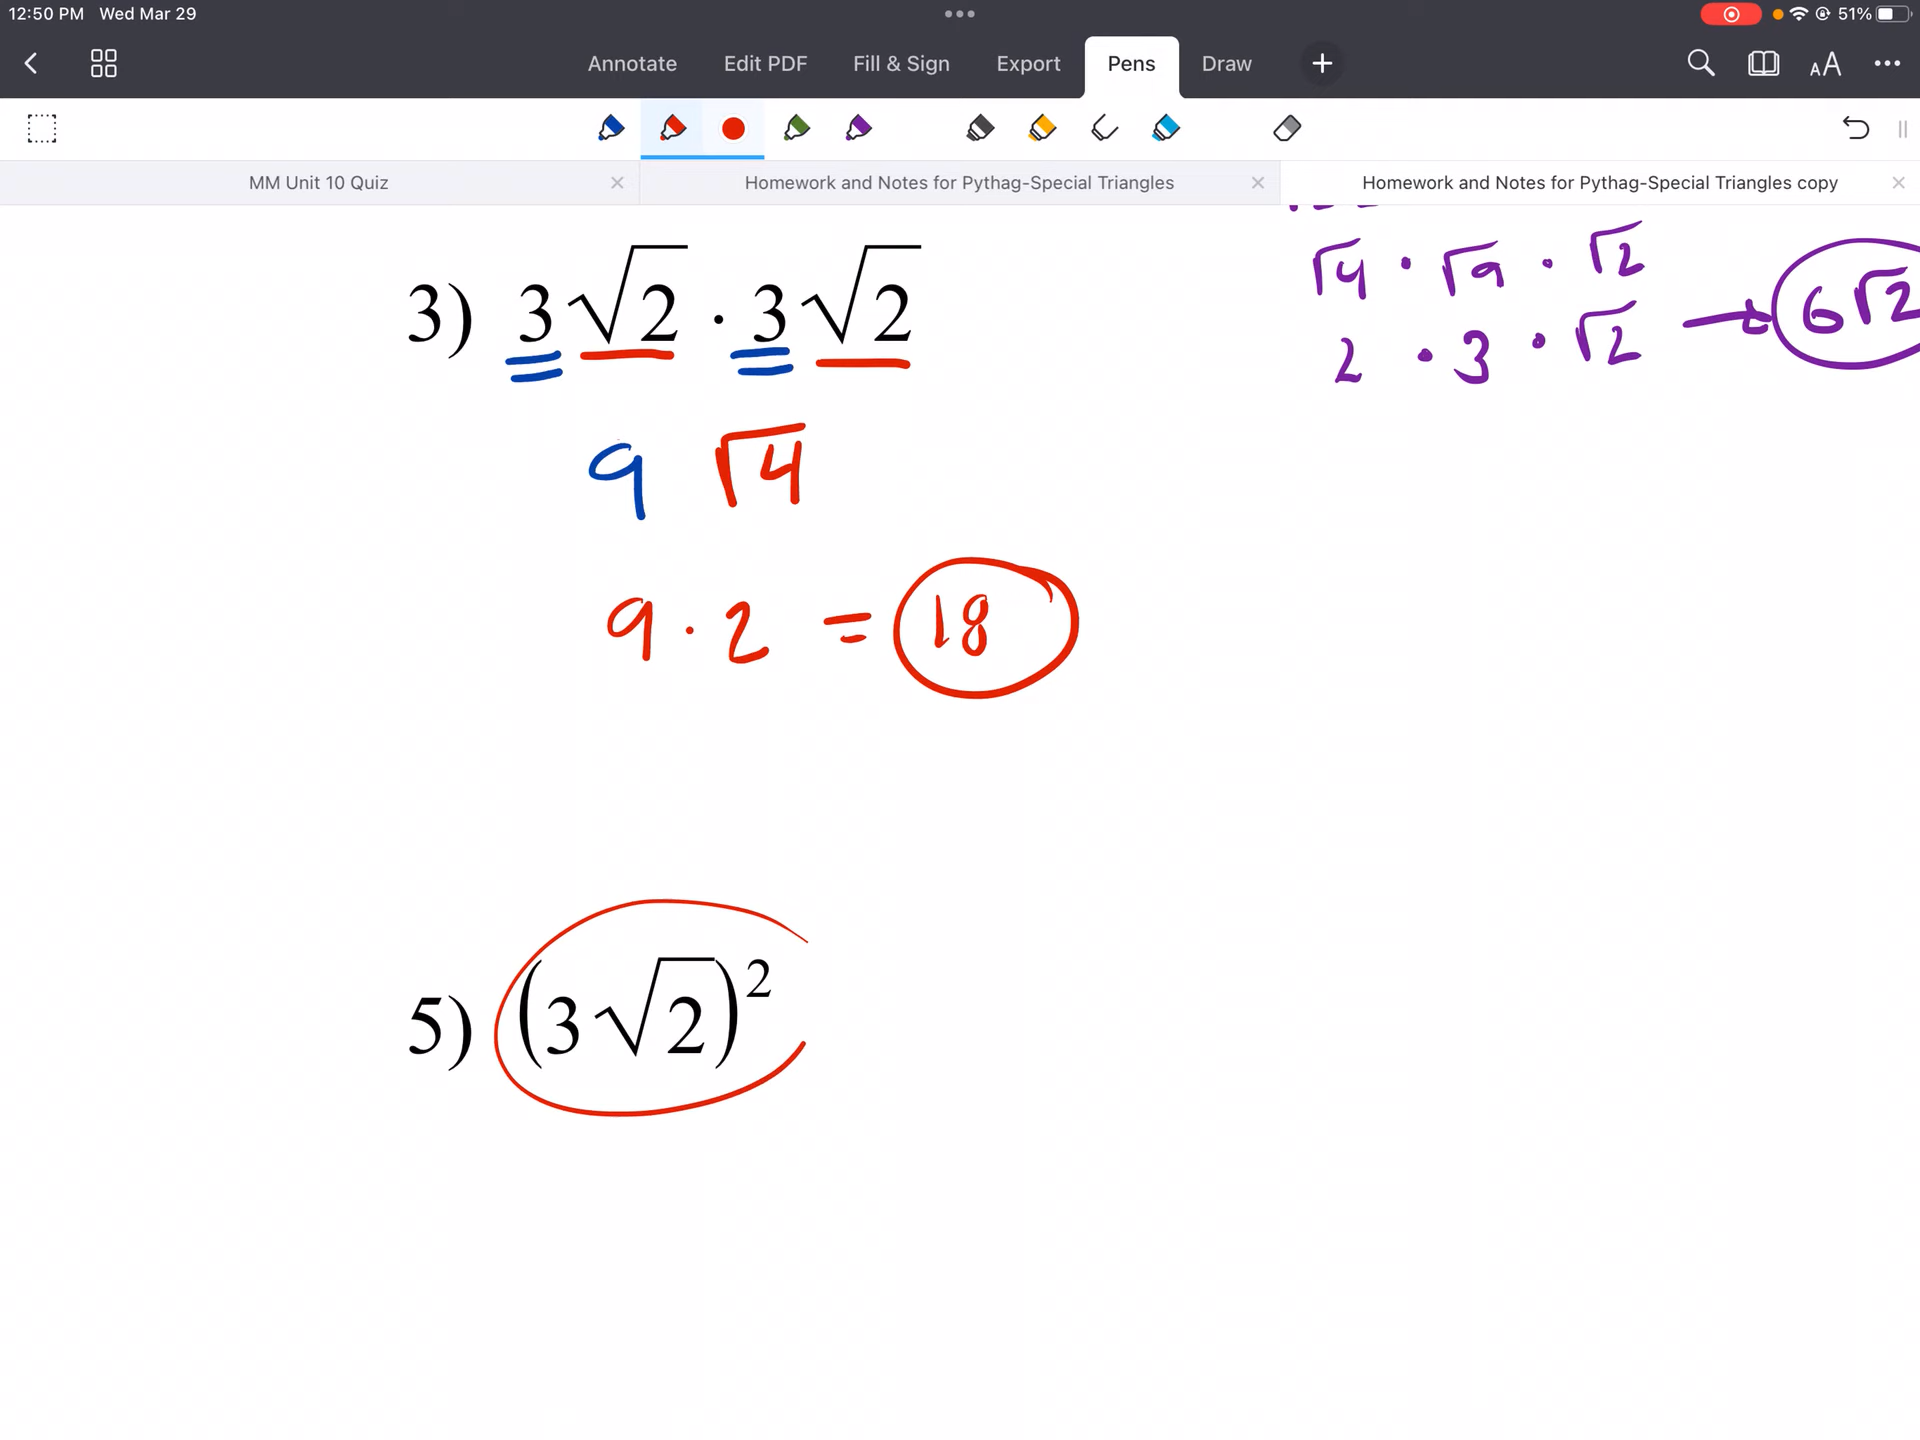 12:50 PM Wed Mar 29
51%
Annotate Edit PDF Fill & Sign Export Pens Draw +
AA
MM Unit 10 Quiz
Homework and Notes for Pythag-Special Triangles
Homework and Notes for Pythag-Special Triangles copy
3) 3√2 · 3√2
9 √4
9 · 2 = 18
√4 · √9 · √2
2 · 3 · √2 → 6√2
5) (3√2)²